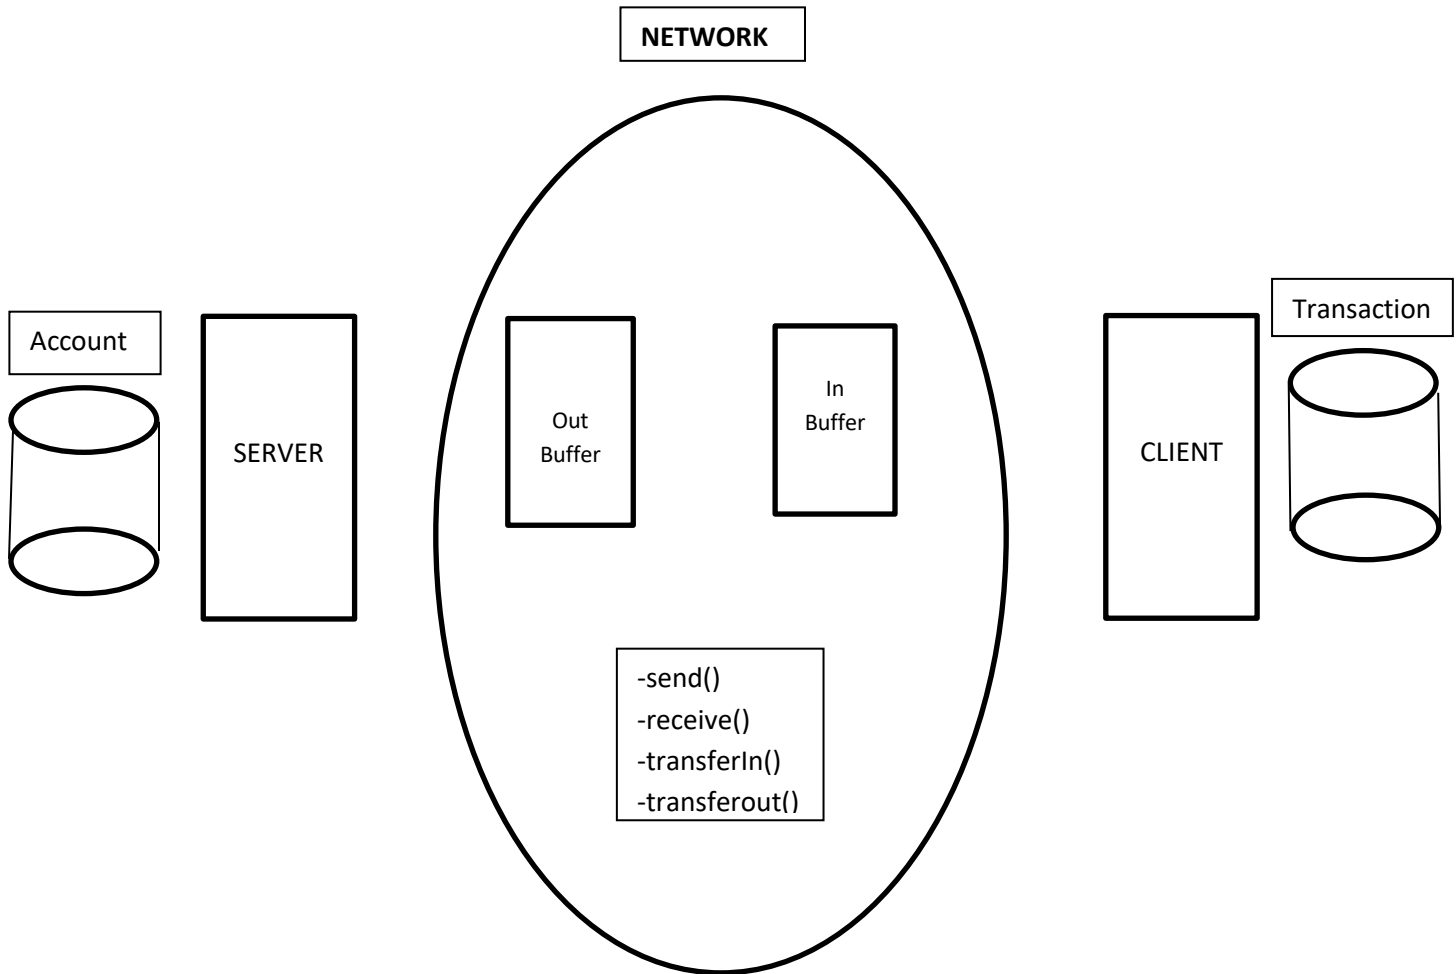 NETWORK
Account
SERVER
Out
Buffer
In
Buffer
CLIENT
Transaction
-send()
-receive()
-transferIn()
-transferout()